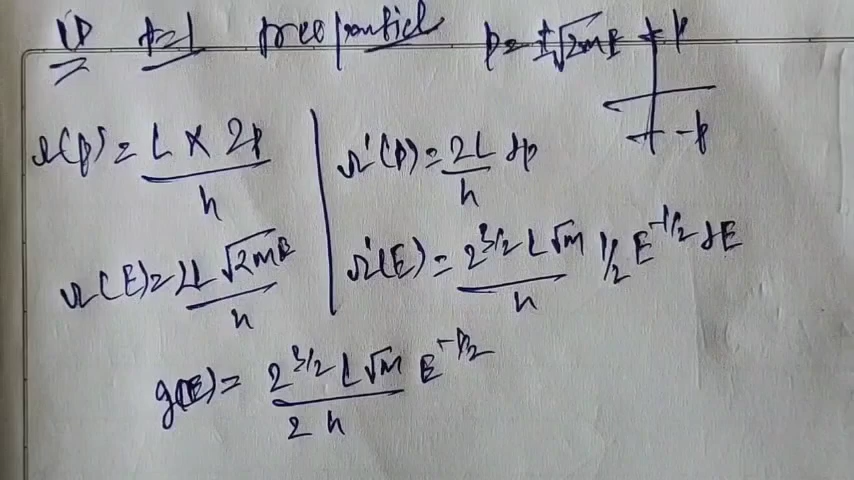 1D A=1 free particle p = ±√2mE +p
-p
Ω(p) = L × 2p / h
Ω'(p) = 2L / h dp
Ω(E) = 2L √2mE / h
Ω'(E) = 2^3/2 L √m / h 1/2 E^-1/2 dE
g(E) = 2^3/2 L √m / 2 h E^-1/2